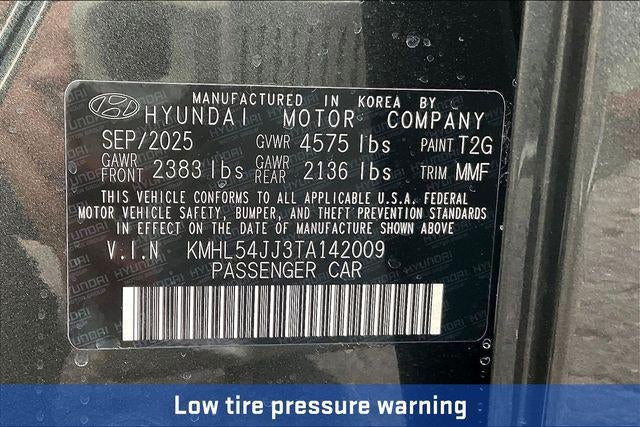 MANUFACTURED IN KOREA BY
HYUNDAI MOTOR COMPANY
SEP/2025 GVWR 4575 lbs PAINT T2G
GAWR FRONT 2383 lbs GAWR REAR 2136 lbs TRIM MMF
THIS VEHICLE CONFORMS TO ALL APPLICABLE U.S.A. FEDERAL
MOTOR VEHICLE SAFETY, BUMPER, AND THEFT PREVENTION STANDARDS
IN EFFECT ON THE DATE OF MANUFACTURE SHOWN ABOVE
V.I.N KMHL54JJ3TA142009
PASSENGER CAR
Low tire pressure warning